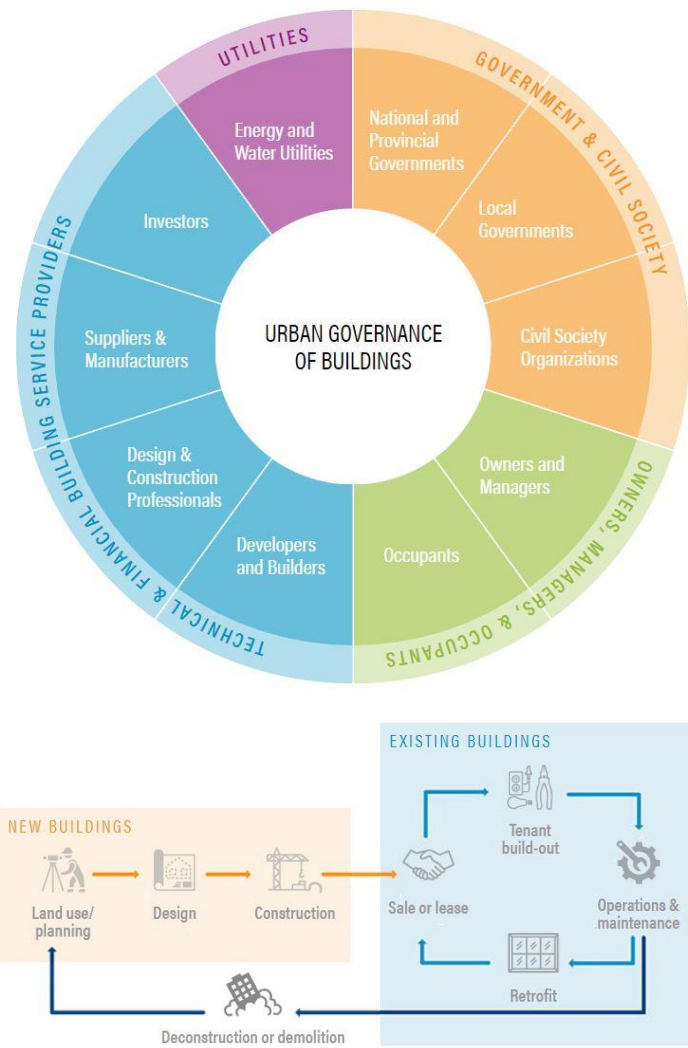 UTILITIES
GOVERNMENT & CIVIL SOCIETY
OWNERS, MANAGERS, & OCCUPANTS
TECHNICAL & FINANCIAL BUILDING SERVICE PROVIDERS
Energy and
Water Utilities
National and
Provincial
Governments
Local
Governments
Civil Society
Organizations
Owners and
Managers
Occupants
Developers
and Builders
Design &
Construction
Professionals
Suppliers &
Manufacturers
Investors
URBAN GOVERNANCE
OF BUILDINGS
NEW BUILDINGS
Land use/
planning
Design
Construction
EXISTING BUILDINGS
Sale or lease
Tenant
build-out
Operations &
maintenance
Retrofit
Deconstruction or demolition